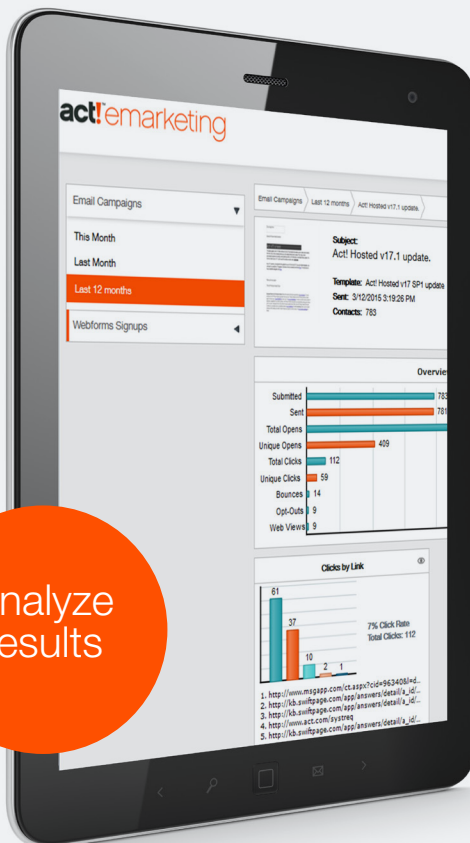 act! emarketing
Email Campaigns
This Month
Last Month
Last 12 months
Webforms Signups
Email Campaigns
Last 12 months
Act! Hosted v17.1 update.
Subject:
Act! Hosted v17.1 update.
Template: Act! Hosted v17 SP1 update
Sent: 3/12/2015 3:19:26 PM
Contacts: 783
Overvie
Submitted 783
Sent 781
Total Opens
Unique Opens 409
Total Clicks 112
Unique Clicks 59
Bounces 14
Opt-Outs 9
Web Views 9
Clicks by Link
61
37
10
2
1
7% Click Rate
Total Clicks: 112
1. http://www.msgapp.com/ct.aspx?cid=96340&l=d...
2. http://kb.swiftpage.com/app/answers/detail/a_id/...
3. http://kb.swiftpage.com/app/answers/detail/a_id/...
4. http://www.act.com/systreq
5. http://kb.swiftpage.com/app/answers/detail/a_id/...
nalyze
esults